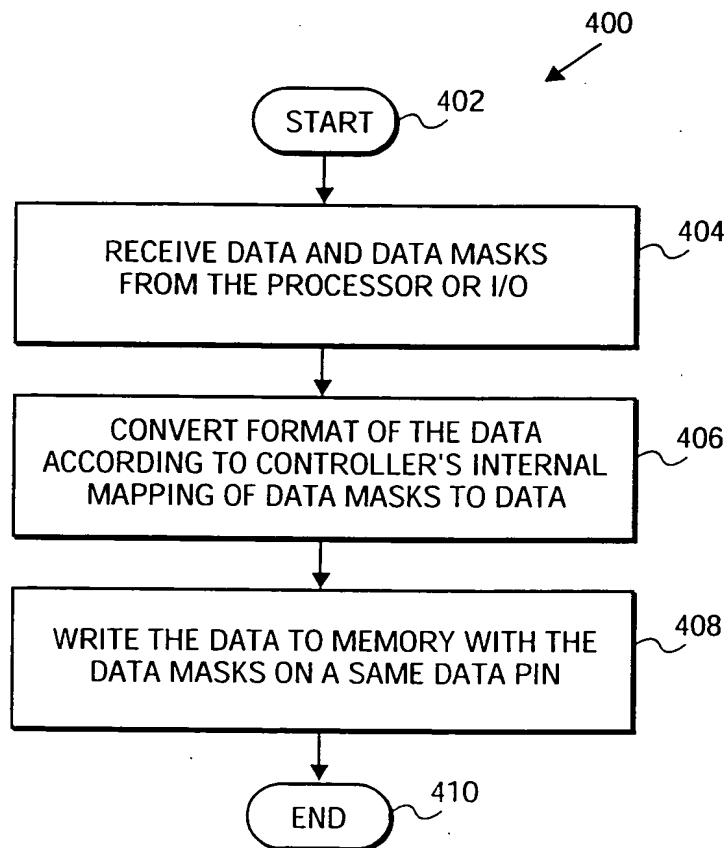 400
START
402
RECEIVE DATA AND DATA MASKS
FROM THE PROCESSOR OR I/O
404
CONVERT FORMAT OF THE DATA
ACCORDING TO CONTROLLER'S INTERNAL
MAPPING OF DATA MASKS TO DATA
406
WRITE THE DATA TO MEMORY WITH THE
DATA MASKS ON A SAME DATA PIN
408
END
410